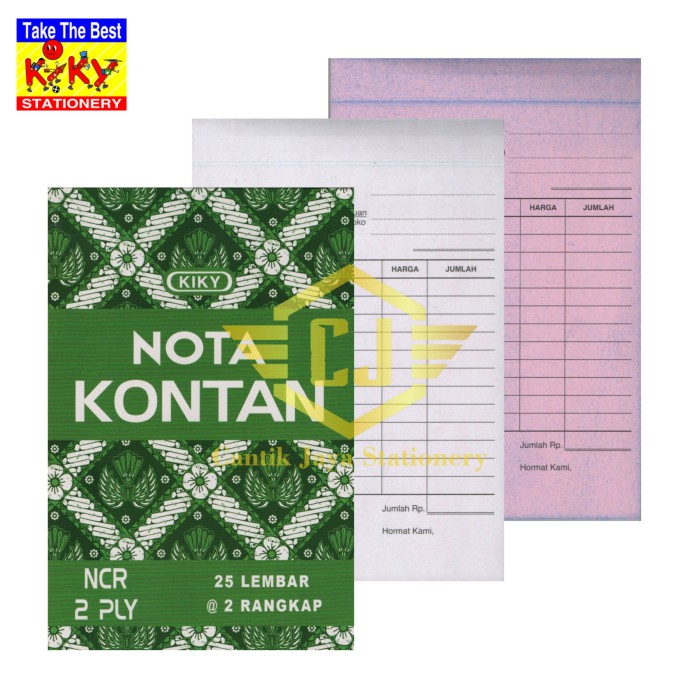 Take The Best
KiKY
STATIONERY
HARGA JUMLAH
Jumlah Rp.
Hormat Kami,
HARGA JUMLAH
Jumlah Rp.
Hormat Kami,
KIKY
NOTA
KONTAN
NCR
2 PLY
25 LEMBAR
@ 2 RANGKAP
CJ
Cantik Jaya Stationery